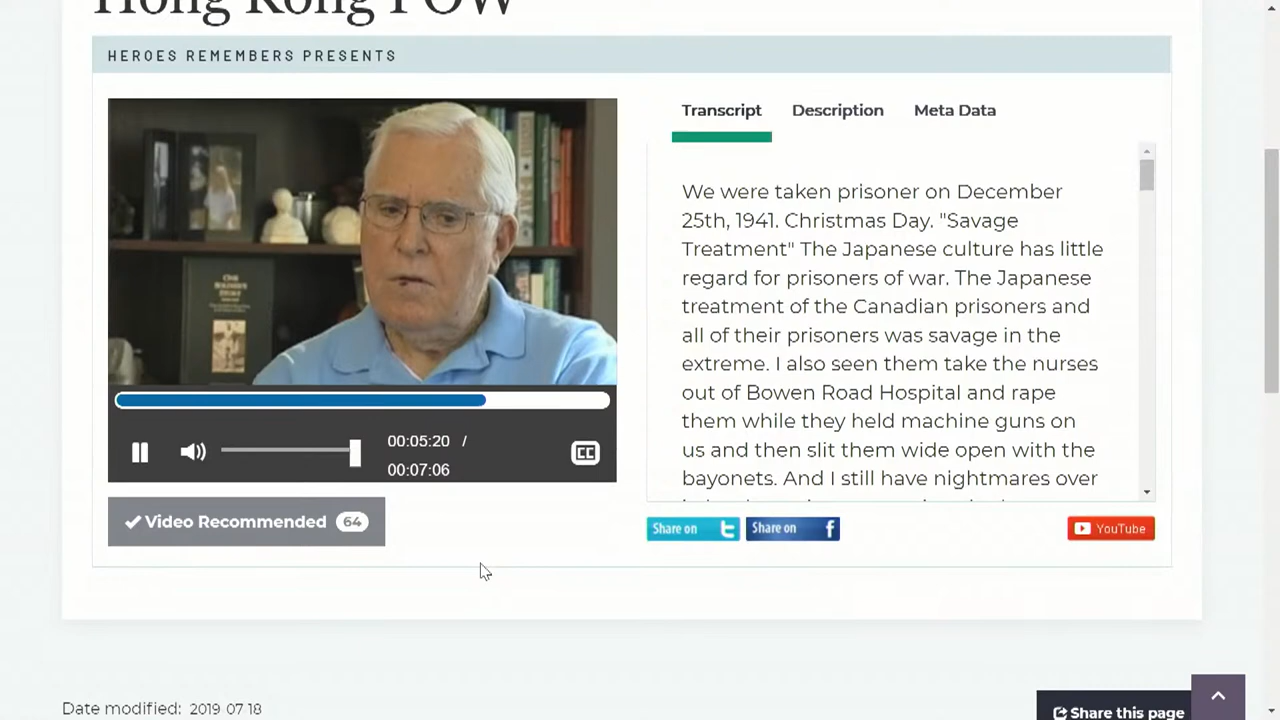 Hong Kong POW
HEROES REMEMBERS PRESENTS
Transcript
Description
Meta Data
We were taken prisoner on December
25th, 1941. Christmas Day. "Savage
Treatment" The Japanese culture has little
regard for prisoners of war. The Japanese
treatment of the Canadian prisoners and
all of their prisoners was savage in the
extreme. I also seen them take the nurses
out of Bowen Road Hospital and rape
them while they held machine guns on
us and then slit them wide open with the
bayonets. And I still have nightmares over
00:05:20 /
00:07:06
CC
Video Recommended 64
Share on
Share on
YouTube
Date modified: 2019 07 18
Share this page